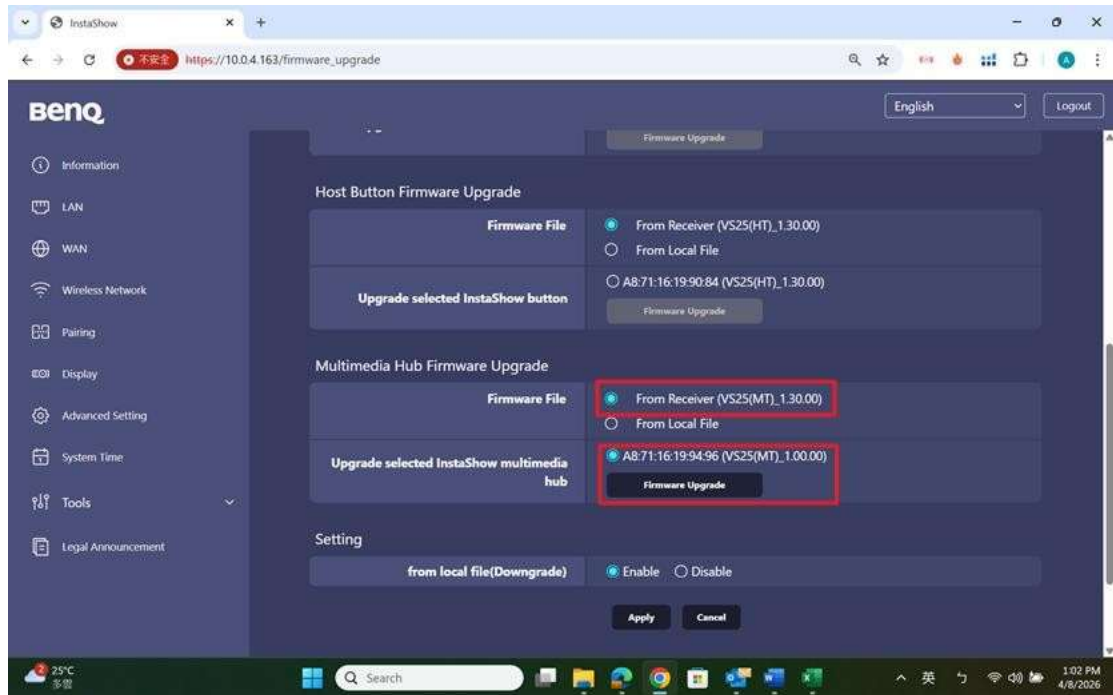 InstaShow
不安全 https://10.0.4.163/firmware_upgrade
BenQ
English
Logout
Information
LAN
WAN
Wireless Network
Pairing
Display
Advanced Setting
System Time
Tools
Legal Announcement
Firmware Upgrade
Host Button Firmware Upgrade
Firmware File
From Receiver (VS25(HT)_1.30.00)
From Local File
Upgrade selected InstaShow button
A8:71:16:19:90:84 (VS25(HT)_1.30.00)
Firmware Upgrade
Multimedia Hub Firmware Upgrade
Firmware File
From Receiver (VS25(MT)_1.30.00)
From Local File
Upgrade selected InstaShow multimedia
hub
A8:71:16:19:94:96 (VS25(MT)_1.00.00)
Firmware Upgrade
Setting
from local file(Downgrade)
Enable
Disable
Apply
Cancel
2
25°C
多雲
Search
英
ㄅ
1:02 PM
4/8/2026